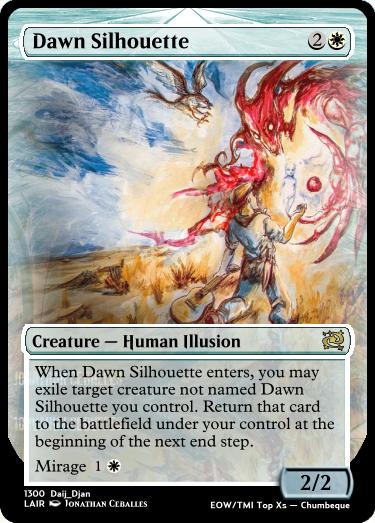 Dawn Silhouette 2
Creature — Human Illusion
When Dawn Silhouette enters, you may
exile target creature not named Dawn
Silhouette you control. Return that card
to the battlefield under your control at the
beginning of the next end step.
Mirage 1
2/2
1300 Daij_Djan
LAIR Jonathan Ceballes
EOW/TMI Top Xs — Chumbeque